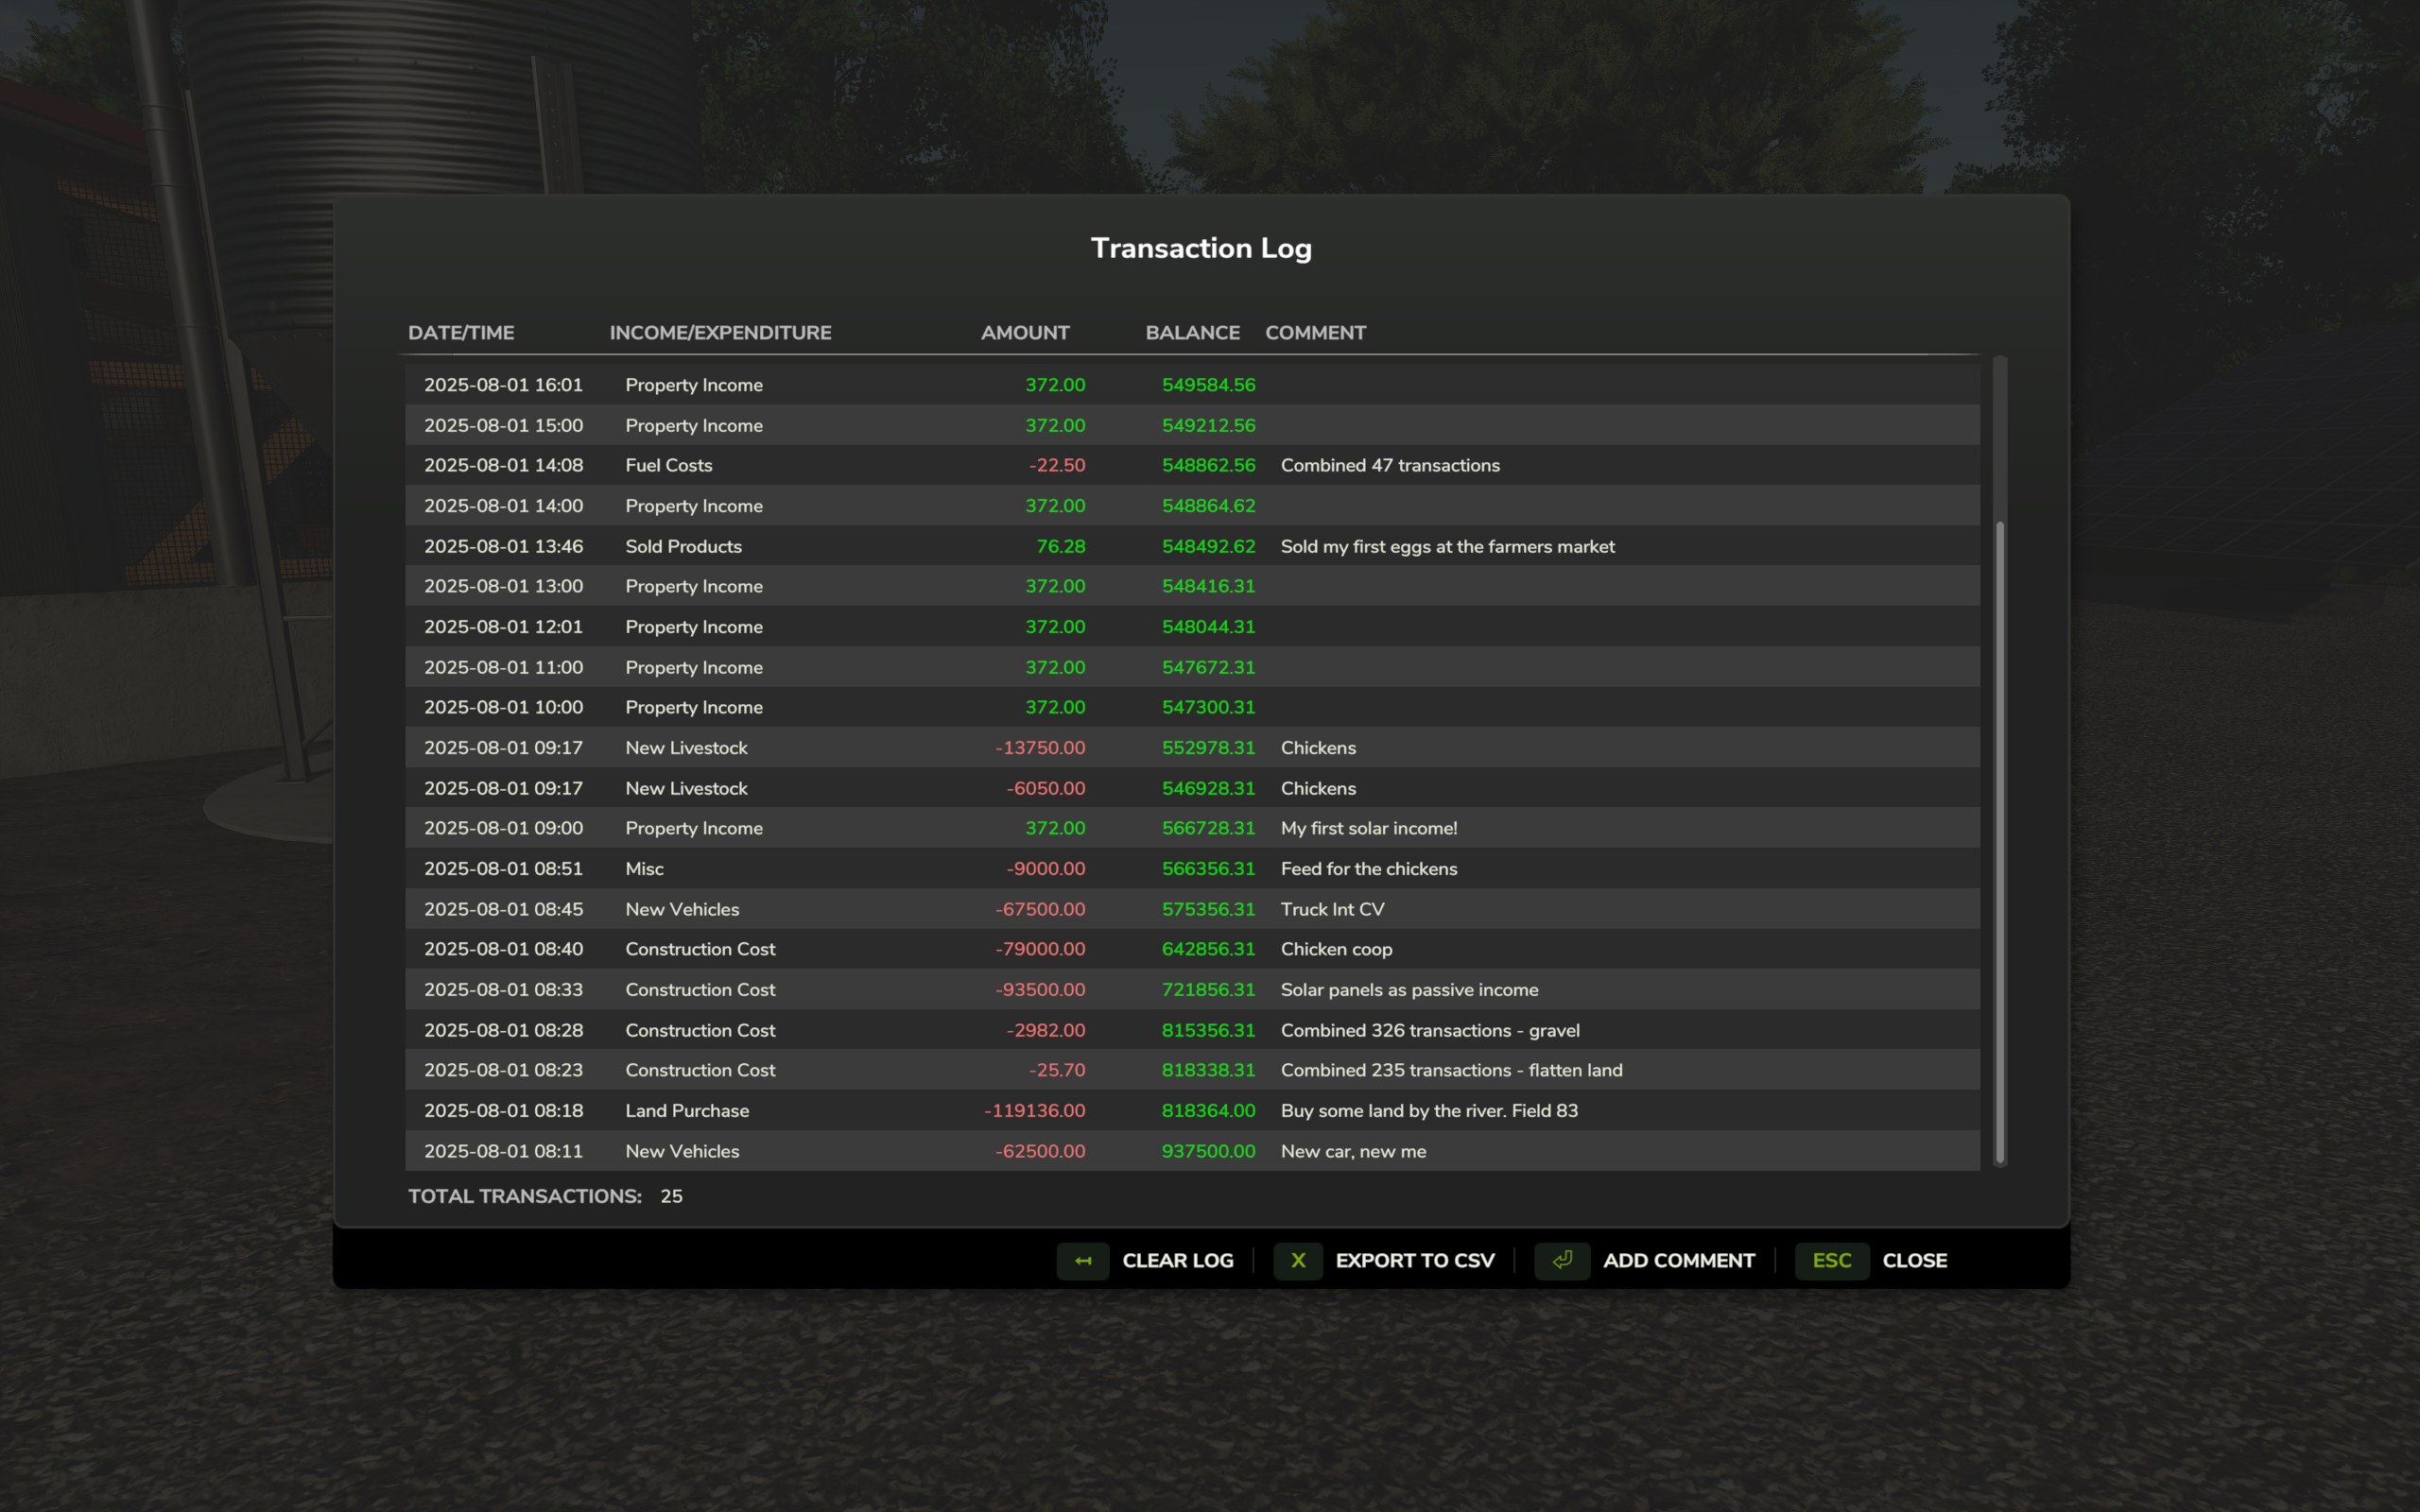 Transaction Log
DATE/TIME INCOME/EXPENDITURE AMOUNT BALANCE COMMENT
2025-08-01 16:01 Property Income 372.00 549584.56
2025-08-01 15:00 Property Income 372.00 549212.56
2025-08-01 14:08 Fuel Costs -22.50 548862.56 Combined 47 transactions
2025-08-01 14:00 Property Income 372.00 548864.62
2025-08-01 13:46 Sold Products 76.28 548492.62 Sold my first eggs at the farmers market
2025-08-01 13:00 Property Income 372.00 548416.31
2025-08-01 12:01 Property Income 372.00 548044.31
2025-08-01 11:00 Property Income 372.00 547672.31
2025-08-01 10:00 Property Income 372.00 547300.31
2025-08-01 09:17 New Livestock -13750.00 552978.31 Chickens
2025-08-01 09:17 New Livestock -6050.00 546928.31 Chickens
2025-08-01 09:00 Property Income 372.00 566728.31 My first solar income!
2025-08-01 08:51 Misc -9000.00 566356.31 Feed for the chickens
2025-08-01 08:45 New Vehicles -67500.00 575356.31 Truck Int CV
2025-08-01 08:40 Construction Cost -79000.00 642856.31 Chicken coop
2025-08-01 08:33 Construction Cost -93500.00 721856.31 Solar panels as passive income
2025-08-01 08:28 Construction Cost -2982.00 815356.31 Combined 326 transactions - gravel
2025-08-01 08:23 Construction Cost -25.70 818338.31 Combined 235 transactions - flatten land
2025-08-01 08:18 Land Purchase -119136.00 818364.00 Buy some land by the river. Field 83
2025-08-01 08:11 New Vehicles -62500.00 937500.00 New car, new me
TOTAL TRANSACTIONS: 25
CLEAR LOG X EXPORT TO CSV ADD COMMENT ESC CLOSE